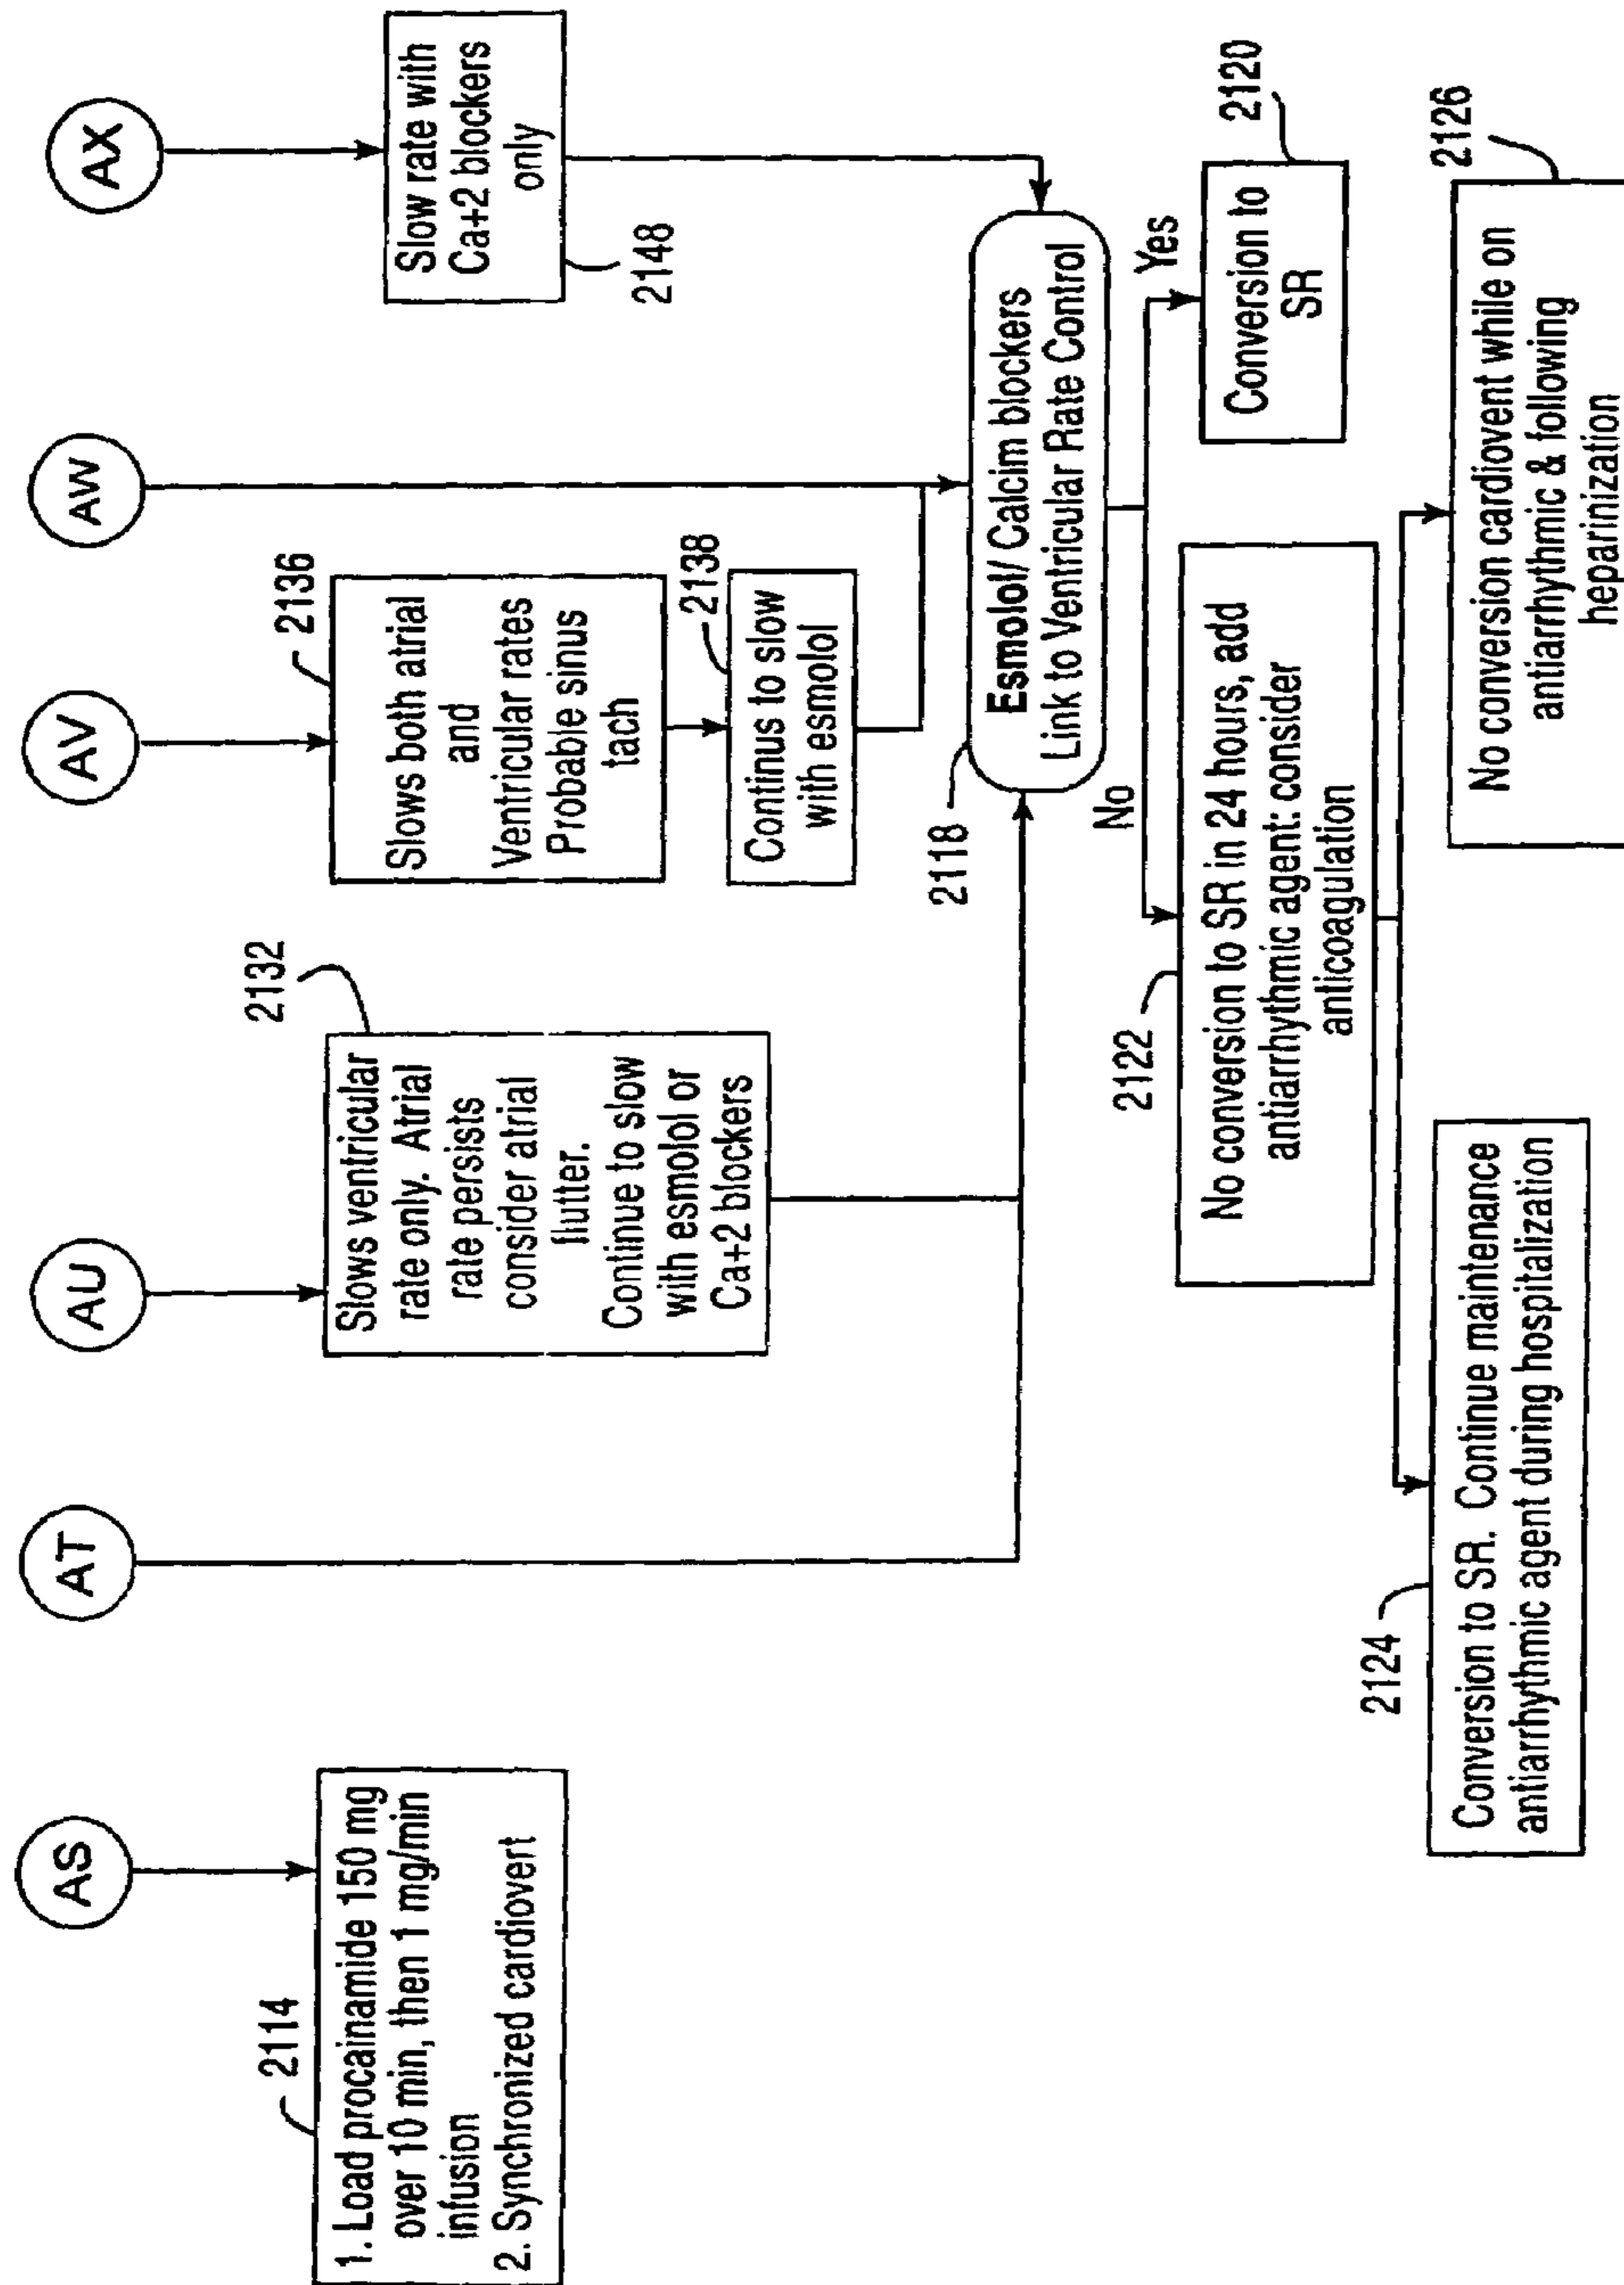 AS
AT
AU
AV
AW
AX
2114
1. Load procainamide 150 mg
over 10 min, then 1 mg/min
infusion
2. Synchronized cardiovert
2132
Slows ventricular
rate only. Atrial
rate persists
consider atrial
flutter.
Continue to slow
with esmolol or
Ca+2 blockers
2136
Slows both atrial
and
Ventricular rates
Probable sinus
tach
2138
Continus to slow
with esmolol
Slow rate with
Ca+2 blockers
only
2148
2118
Esmolol/ Calcim blockers
Link to Ventricular Rate Control
No
Yes
2122
No conversion to SR in 24 hours, add
antiarrhythmic agent: consider
anticoagulation
2120
Conversion to
SR
2124
Conversion to SR. Continue maintenance
antiarrhythmic agent during hospitalization
2126
No conversion cardiovent while on
antiarrhythmic & following
heparinization